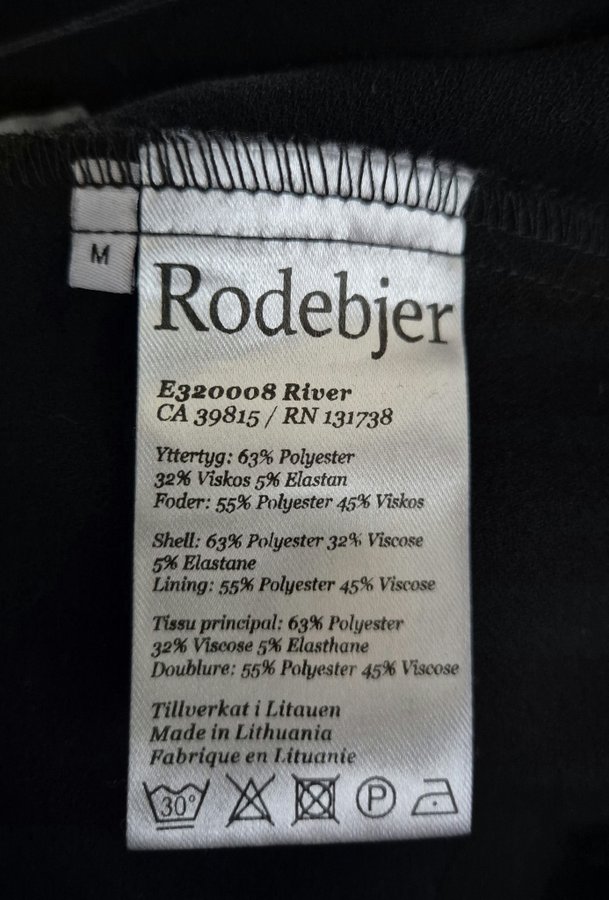 M
Rodebjer
E320008 River
CA 39815 / RN 131738
Yttertyg: 63% Polyester
32% Viskos 5% Elastan
Foder: 55% Polyester 45% Viskos
Shell: 63% Polyester 32% Viscose
5% Elastane
Lining: 55% Polyester 45% Viscose
Tissu principal: 63% Polyester
32% Viscose 5% Elasthane
Doublure: 55% Polyester 45% Viscose
Tillverkat i Litauen
Made in Lithuania
Fabrique en Lituanie
30° P